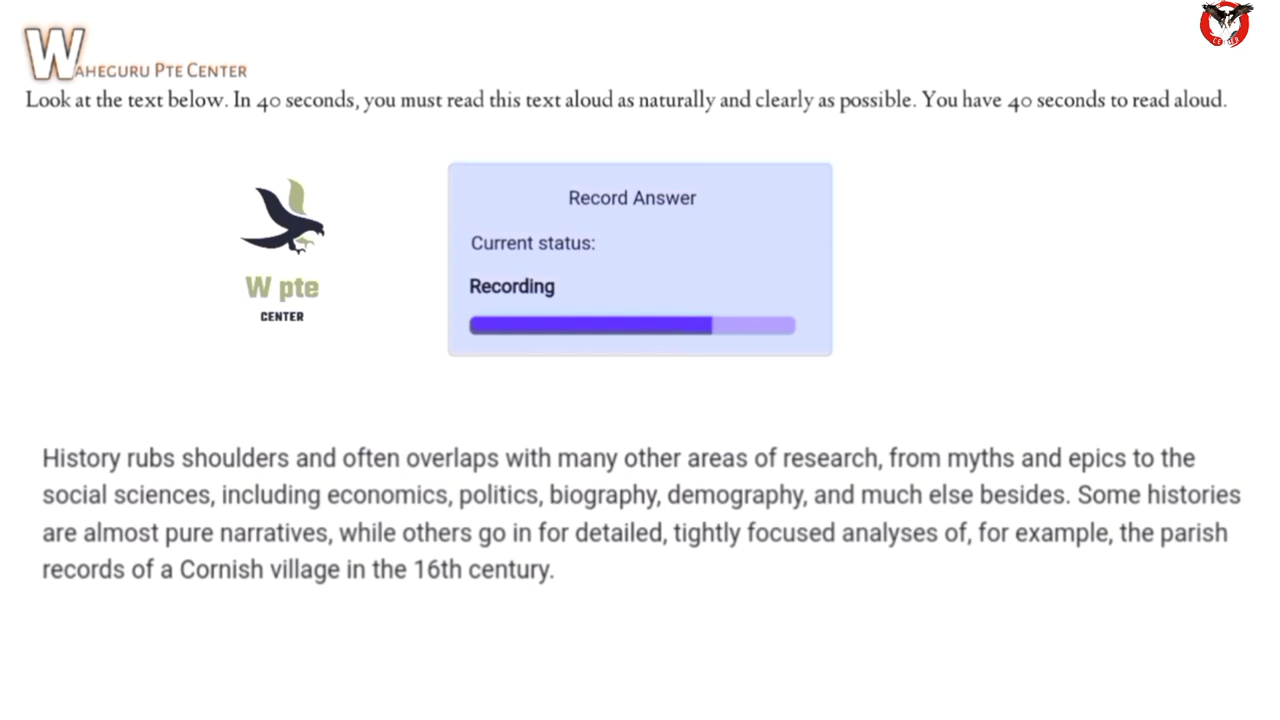 WAHEGURU PTE CENTER
Look at the text below. In 40 seconds, you must read this text aloud as naturally and clearly as possible. You have 40 seconds to read aloud.
Record Answer
Current status:
Recording
W pte
CENTER
History rubs shoulders and often overlaps with many other areas of research, from myths and epics to the
social sciences, including economics, politics, biography, demography, and much else besides. Some histories
are almost pure narratives, while others go in for detailed, tightly focused analyses of, for example, the parish
records of a Cornish village in the 16th century.